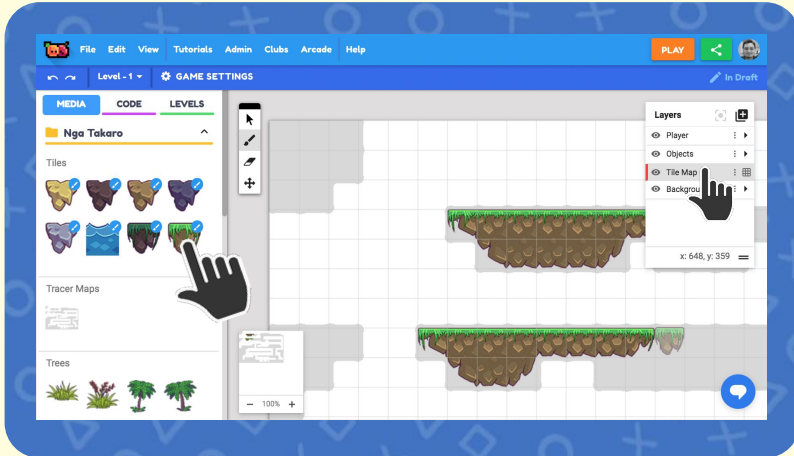 File Edit View Tutorials Admin Clubs Arcade Help PLAY
Level - 1 GAME SETTINGS In Draft
MEDIA CODE LEVELS
Nga Takaro
Tiles
Tracer Maps
Trees
Layers
Player
Objects
Tile Map
Backgrou
x: 648, y: 359
− 100% +